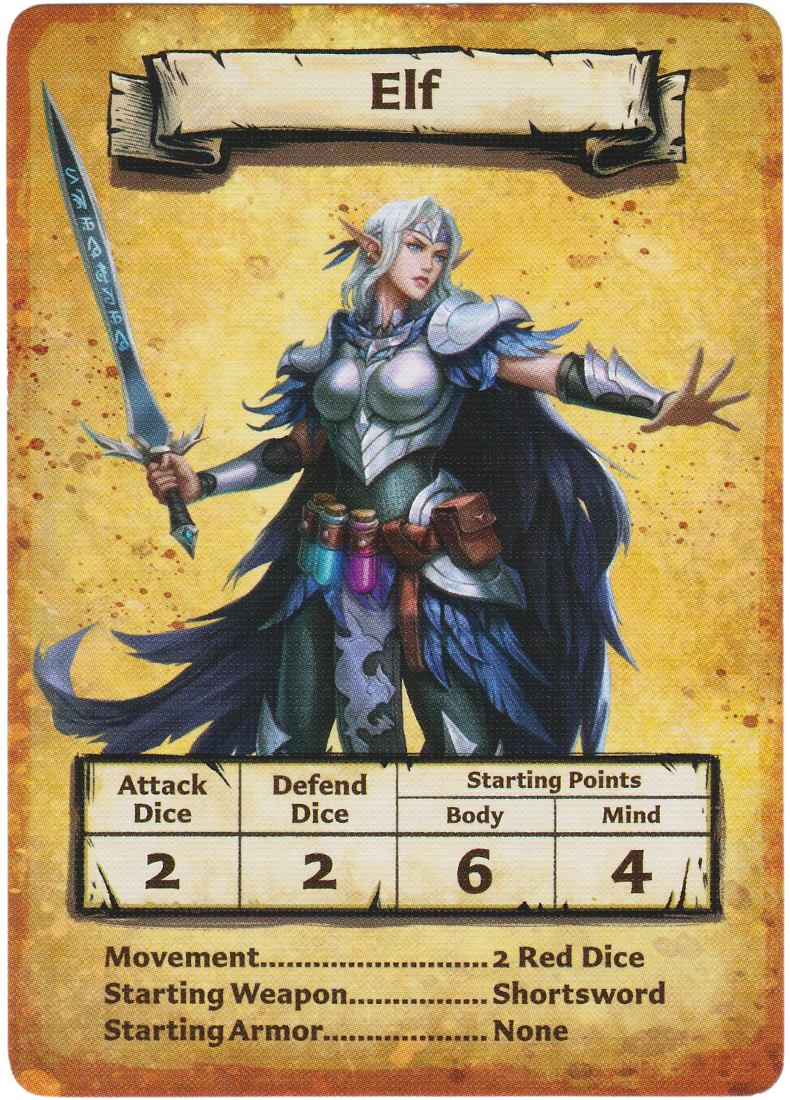 Elf
Attack Dice
Defend Dice
Starting Points
Body
Mind
2
2
6
4
Movement..........................2 Red Dice
Starting Weapon................Shortsword
Starting Armor...................None